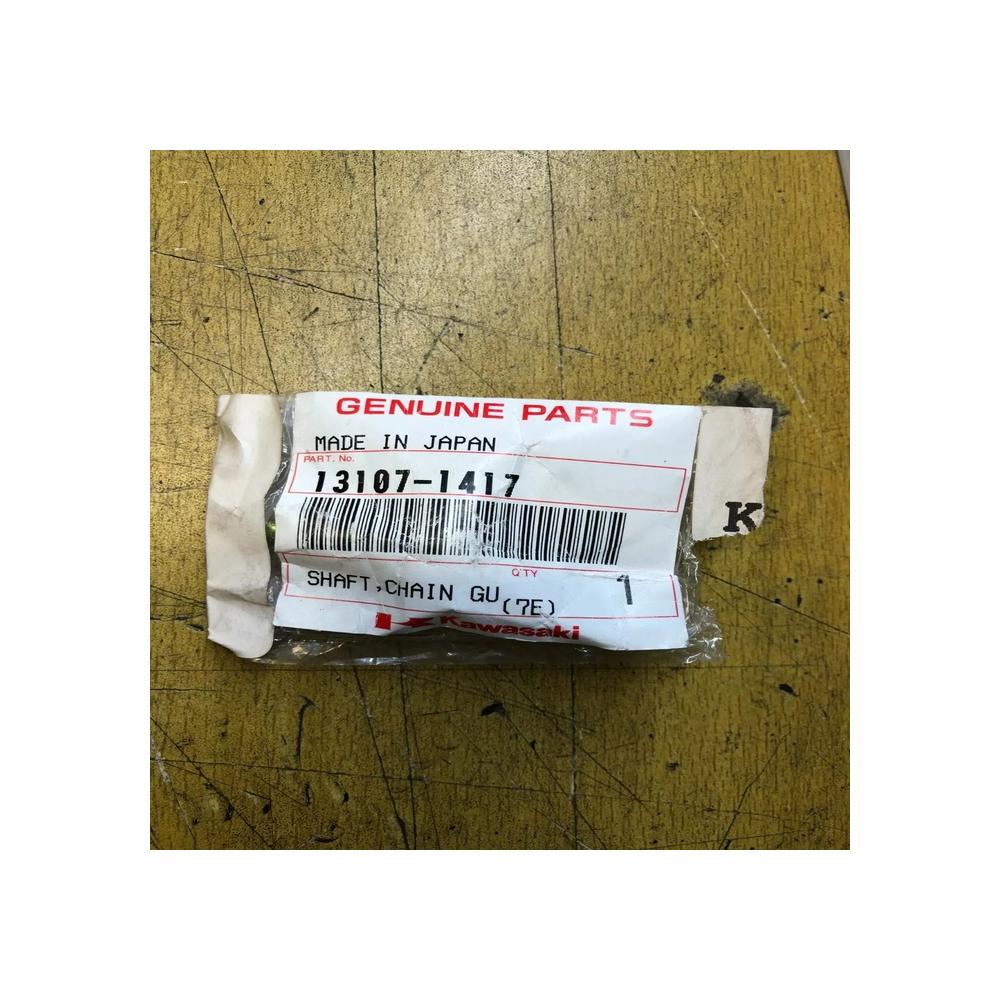 GENUINE PARTS
MADE IN JAPAN
PART. No.
13107-1417
Q'TY
SHAFT,CHAIN GU(7E) 1
Kawasaki
K